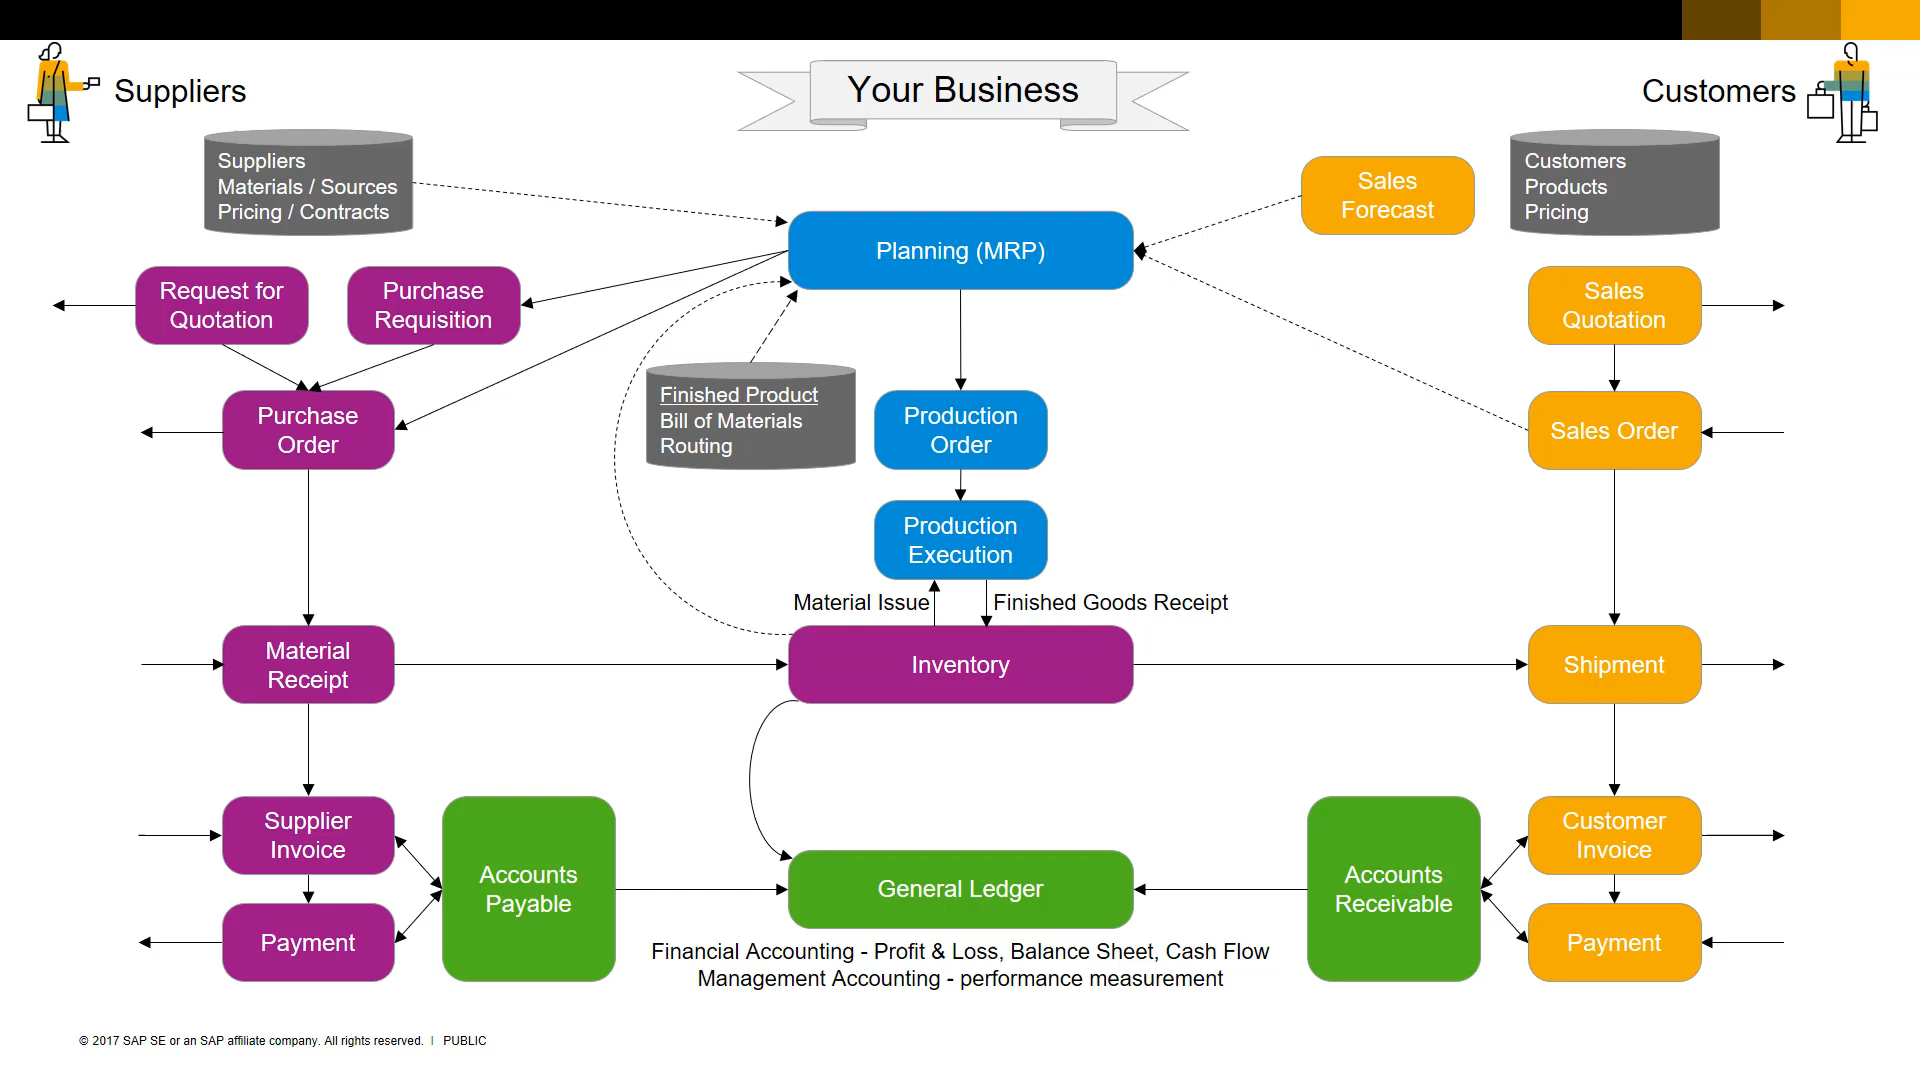 Suppliers
Your Business
Customers
Suppliers
Materials / Sources
Pricing / Contracts
Sales
Forecast
Customers
Products
Pricing
Planning (MRP)
Request for
Quotation
Purchase
Requisition
Sales
Quotation
Finished Product
Bill of Materials
Routing
Purchase
Order
Production
Order
Sales Order
Production
Execution
Material Issue
Finished Goods Receipt
Material
Receipt
Inventory
Shipment
Supplier
Invoice
Accounts
Payable
General Ledger
Accounts
Receivable
Customer
Invoice
Payment
Payment
Financial Accounting - Profit & Loss, Balance Sheet, Cash Flow
Management Accounting - performance measurement
© 2017 SAP SE or an SAP affiliate company. All rights reserved. | PUBLIC